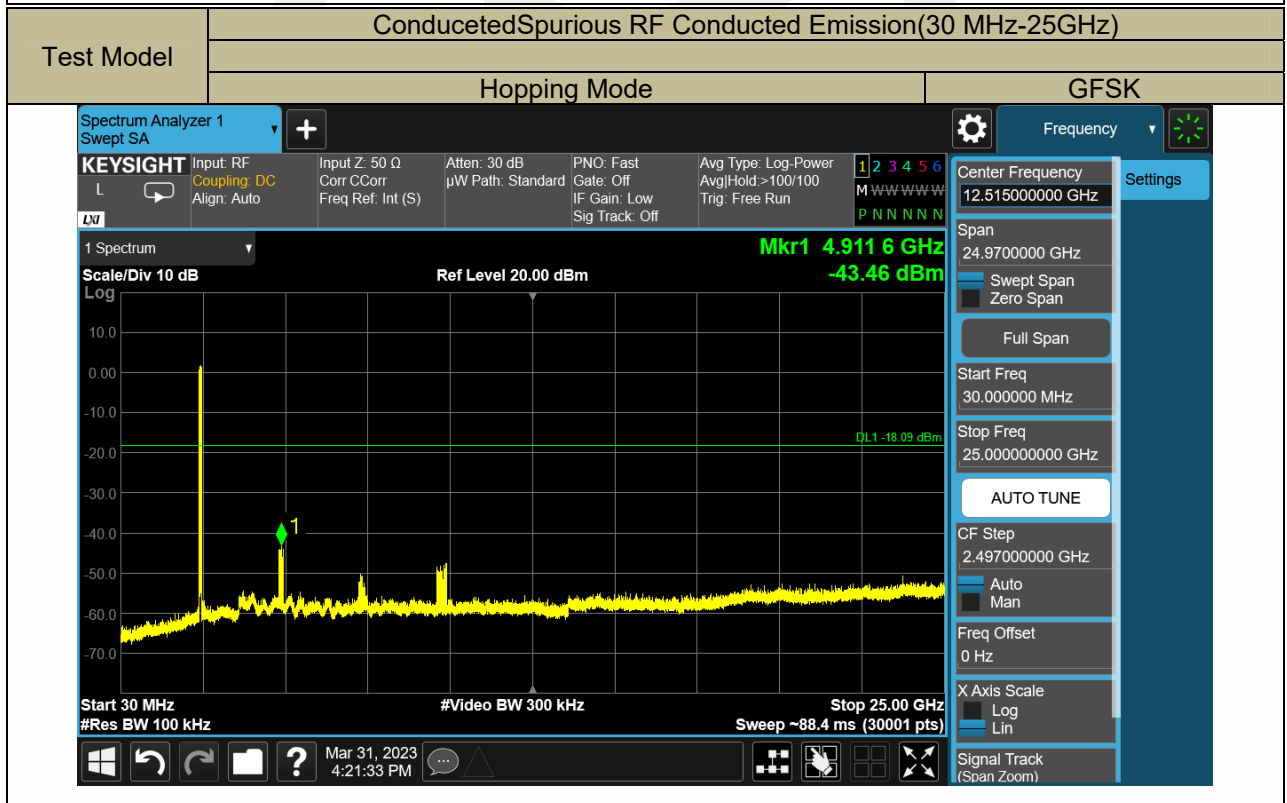 Test Model
ConducetedSpurious RF Conducted Emission(30 MHz-25GHz)
Hopping Mode
GFSK
Spectrum Analyzer 1
Swept SA
Frequency
KEYSIGHT
L
LXI
Input: RF
Coupling: DC
Align: Auto
Input Z: 50 Ω
Corr CCorr
Freq Ref: Int (S)
Atten: 30 dB
µW Path: Standard
PNO: Fast
Gate: Off
IF Gain: Low
Sig Track: Off
Avg Type: Log-Power
Avg|Hold:>100/100
Trig: Free Run
1 2 3 4 5 6
M W W W W W
P N N N N N
1 Spectrum
Scale/Div 10 dB
Log
Ref Level 20.00 dBm
Mkr1 4.911 6 GHz
-43.46 dBm
10.0
0.00
-10.0
DL1 -18.09 dBm
-20.0
-30.0
1
-40.0
-50.0
-60.0
-70.0
Start 30 MHz
#Res BW 100 kHz
#Video BW 300 kHz
Stop 25.00 GHz
Sweep ~88.4 ms (30001 pts)
Center Frequency
12.515000000 GHz
Settings
Span
24.9700000 GHz
Swept Span
Zero Span
Full Span
Start Freq
30.000000 MHz
Stop Freq
25.000000000 GHz
AUTO TUNE
CF Step
2.497000000 GHz
Auto
Man
Freq Offset
0 Hz
X Axis Scale
Log
Lin
Signal Track
(Span Zoom)
?
Mar 31, 2023
4:21:33 PM